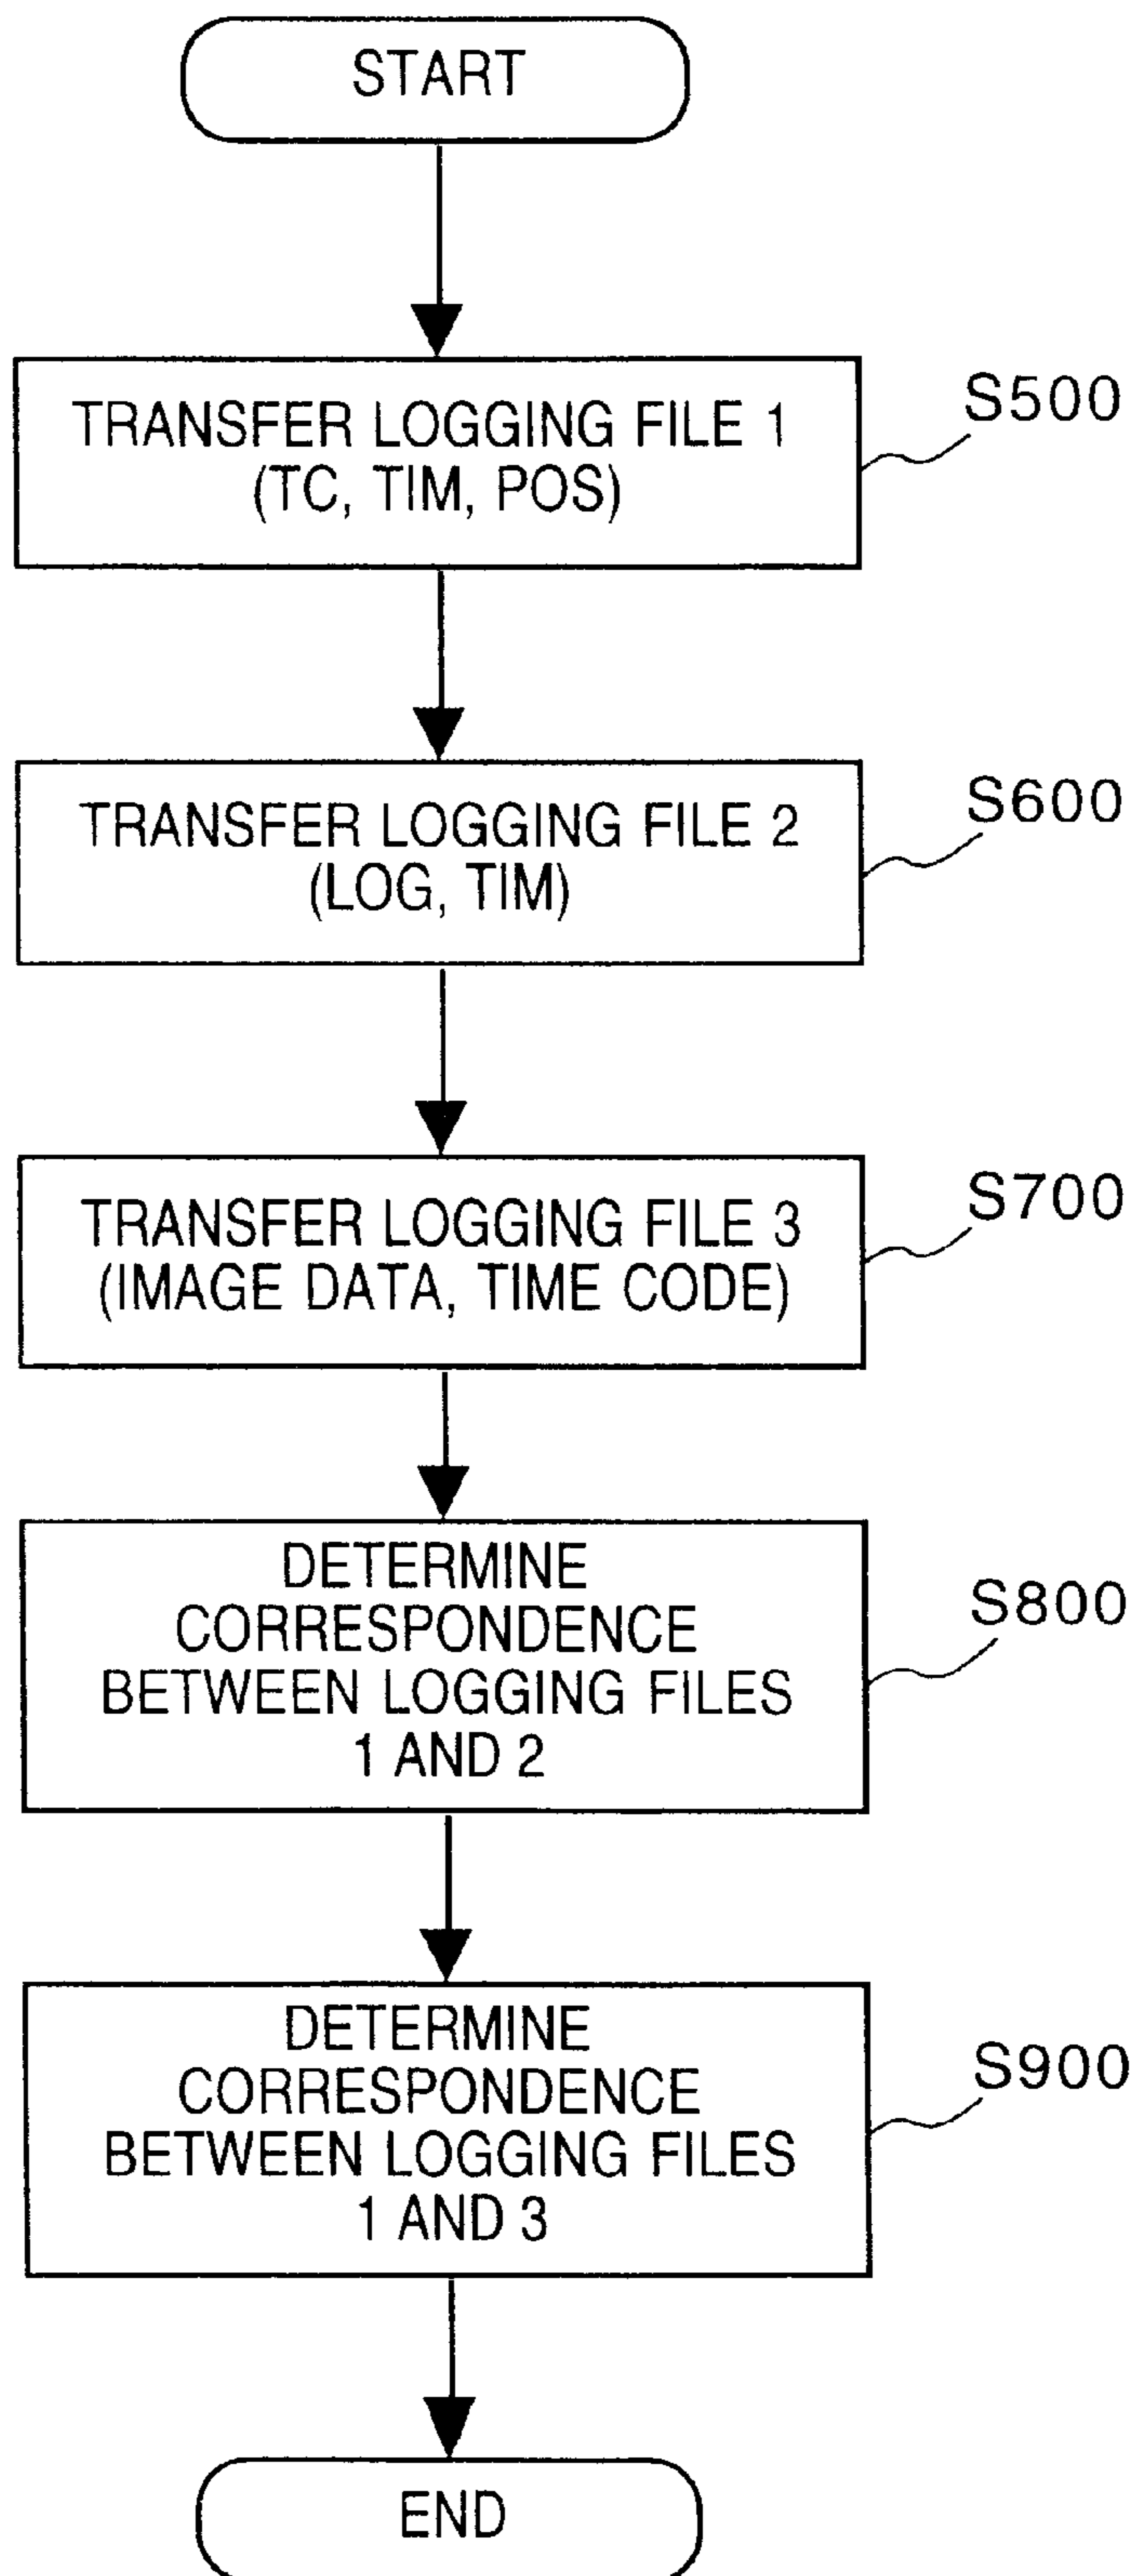 START
TRANSFER LOGGING FILE 1
(TC, TIM, POS)
S500
TRANSFER LOGGING FILE 2
(LOG, TIM)
S600
TRANSFER LOGGING FILE 3
(IMAGE DATA, TIME CODE)
S700
DETERMINE
CORRESPONDENCE
BETWEEN LOGGING FILES
1 AND 2
S800
DETERMINE
CORRESPONDENCE
BETWEEN LOGGING FILES
1 AND 3
S900
END